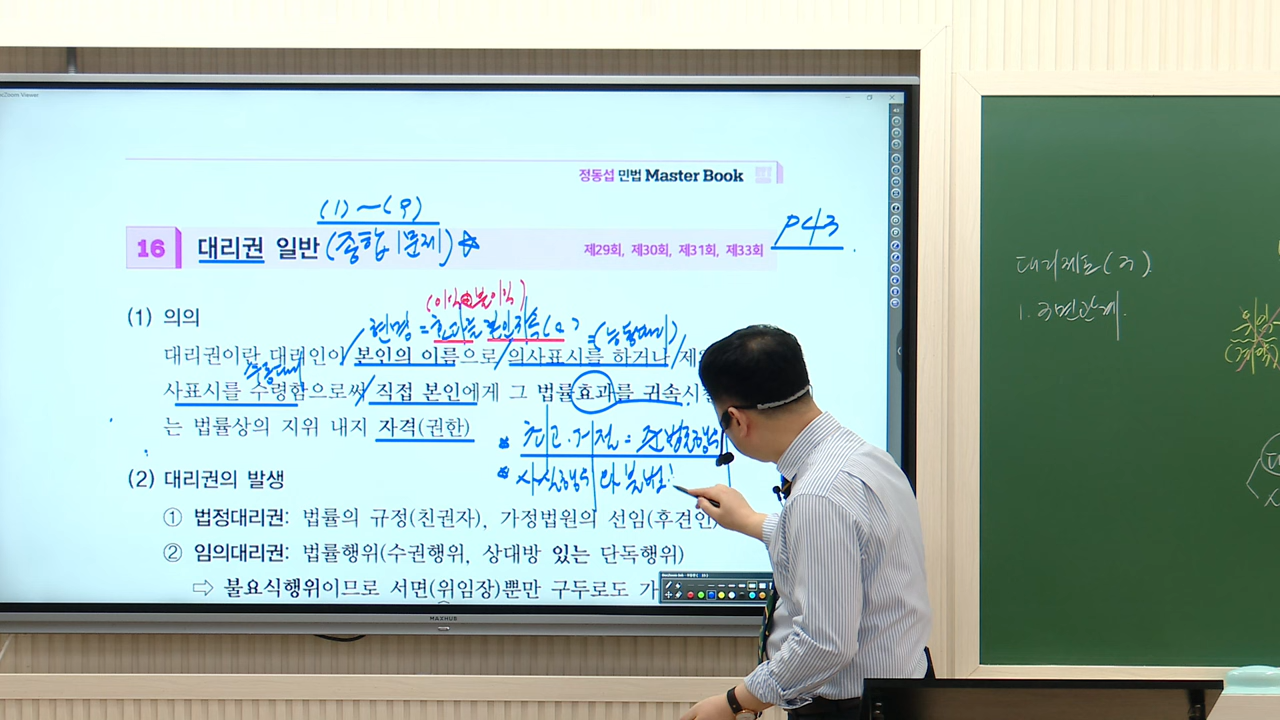 정동섭 민법 Master Book
(1)~(9)
16 대리권 일반 (종합 1문제)
제29회, 제30회, 제31회, 제33회
P43
(1) 의의
현명 = 효과를 본인귀속
대리권이란 대리인이 본인의 이름으로 의사표시를 하거나
사표시를 수령함으로써 직접 본인에게 그 법률효과를 귀속시
는 법률상의 지위 내지 자격(권한)
최고·거절 = 준법률행위
사실행위와 불법
(2) 대리권의 발생
① 법정대리권: 법률의 규정(친권자), 가정법원의 선임(후견인)
② 임의대리권: 법률행위(수권행위, 상대방 있는 단독행위)
⇨ 불요식행위이므로 서면(위임장)뿐만 구두로도 가
MAXHUB
1. 3면관계